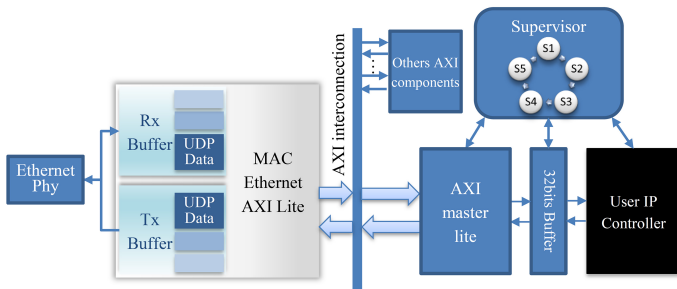 Supervisor
S1
S5
S2
S4
S3
Others AXI
components
AXI interconnection
Rx
Buffer
UDP
Data
MAC
Ethernet
AXI Lite
Ethernet
Phy
Tx
Buffer
UDP
Data
AXI
master
lite
32bits Buffer
User IP
Controller